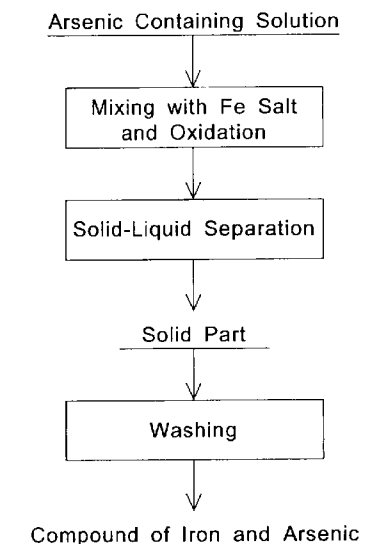 Arsenic Containing Solution
Mixing with Fe Salt
and Oxidation
Solid-Liquid Separation
Solid Part
Washing
Compound of Iron and Arsenic